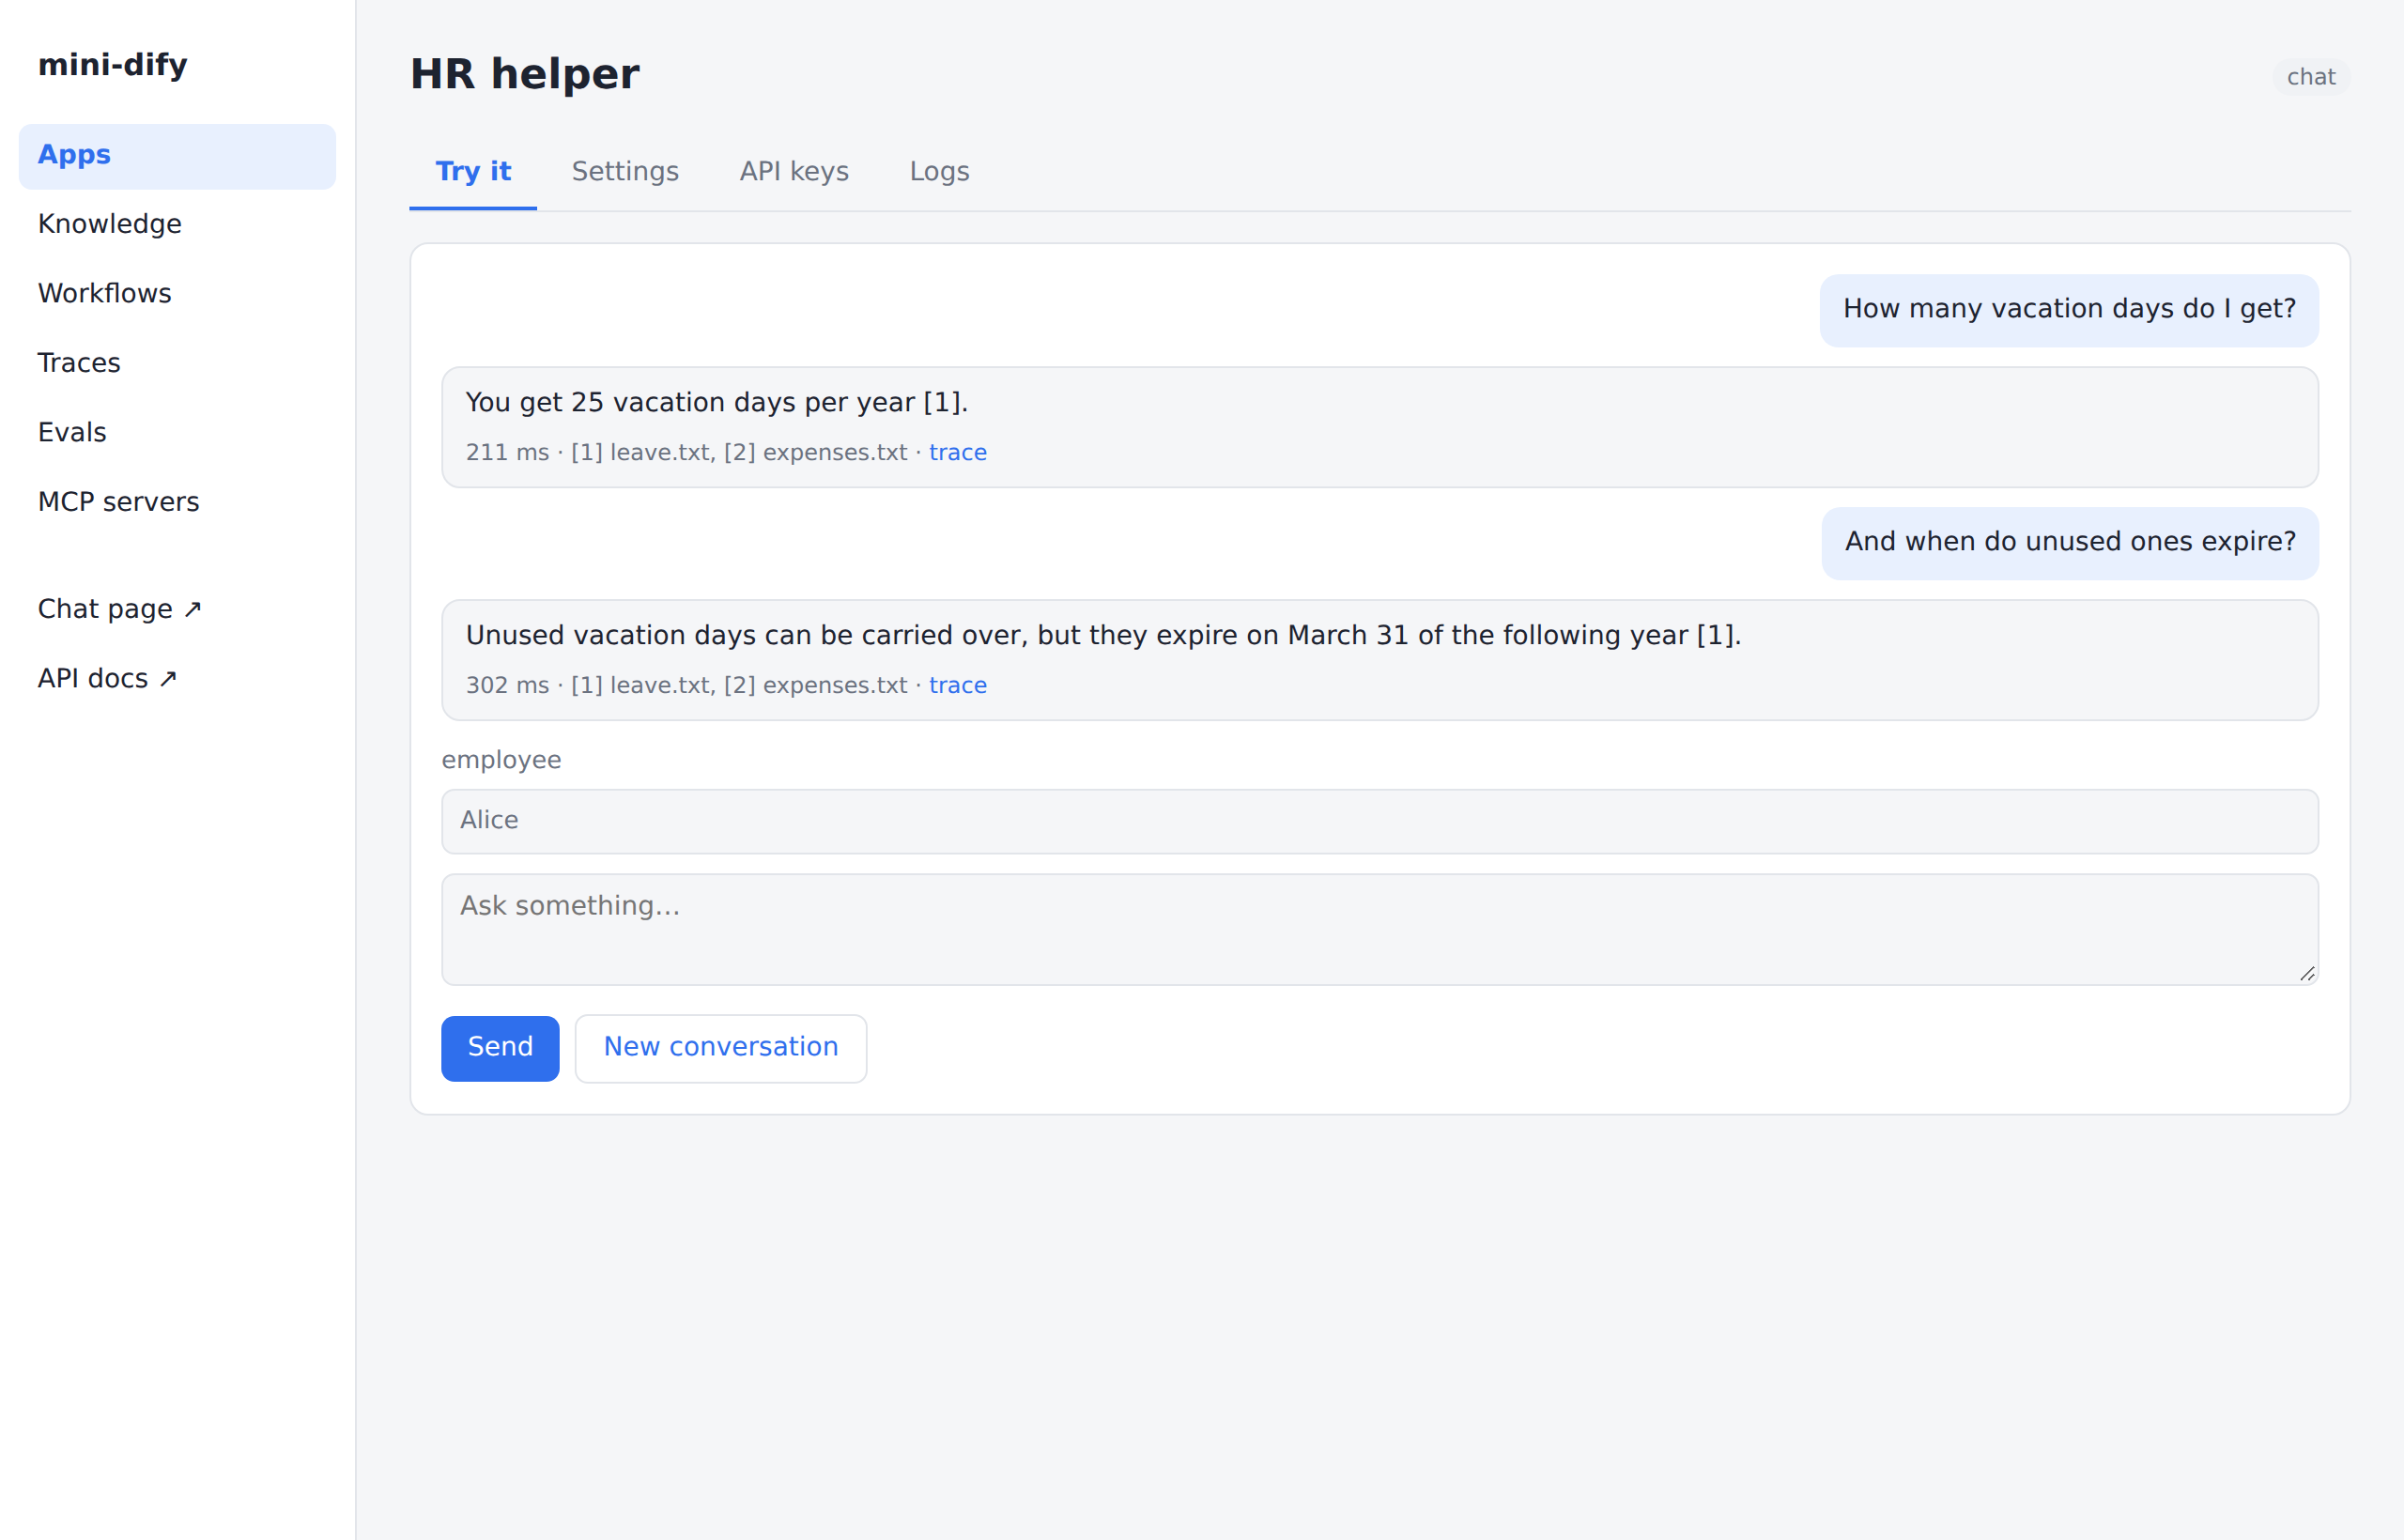 mini-dify
Apps
Knowledge
Workflows
Traces
Evals
MCP servers
Chat page ↗
API docs ↗
HR helper
chat
Try it
Settings
API keys
Logs
How many vacation days do I get?
You get 25 vacation days per year [1].
211 ms · [1] leave.txt, [2] expenses.txt · trace
And when do unused ones expire?
Unused vacation days can be carried over, but they expire on March 31 of the following year [1].
302 ms · [1] leave.txt, [2] expenses.txt · trace
employee
Alice
Ask something...
Send
New conversation